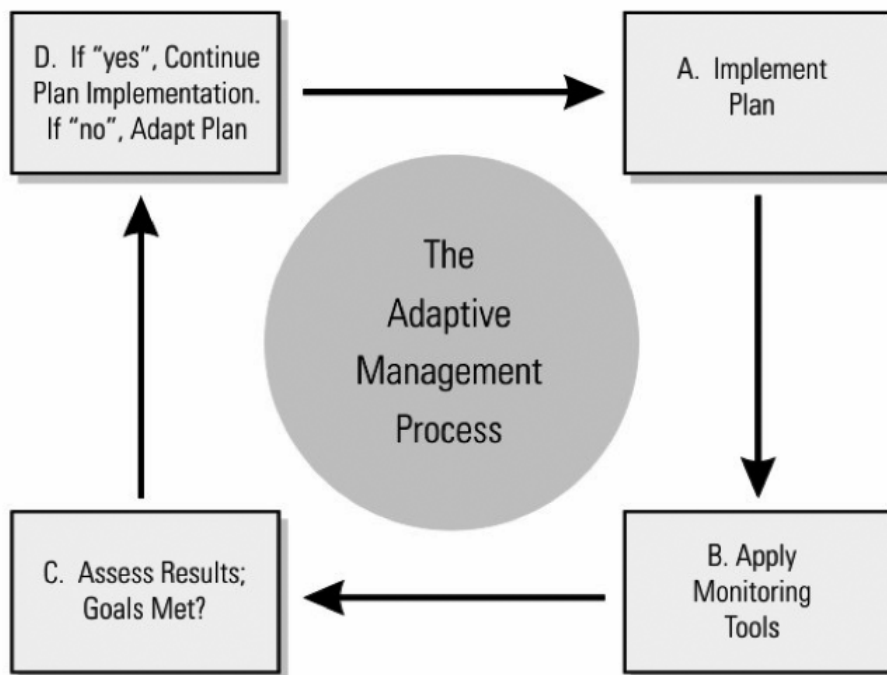 D. If “yes”, Continue
Plan Implementation.
If “no”, Adapt Plan
A. Implement
Plan
The
Adaptive
Management
Process
C. Assess Results;
Goals Met?
B. Apply
Monitoring
Tools